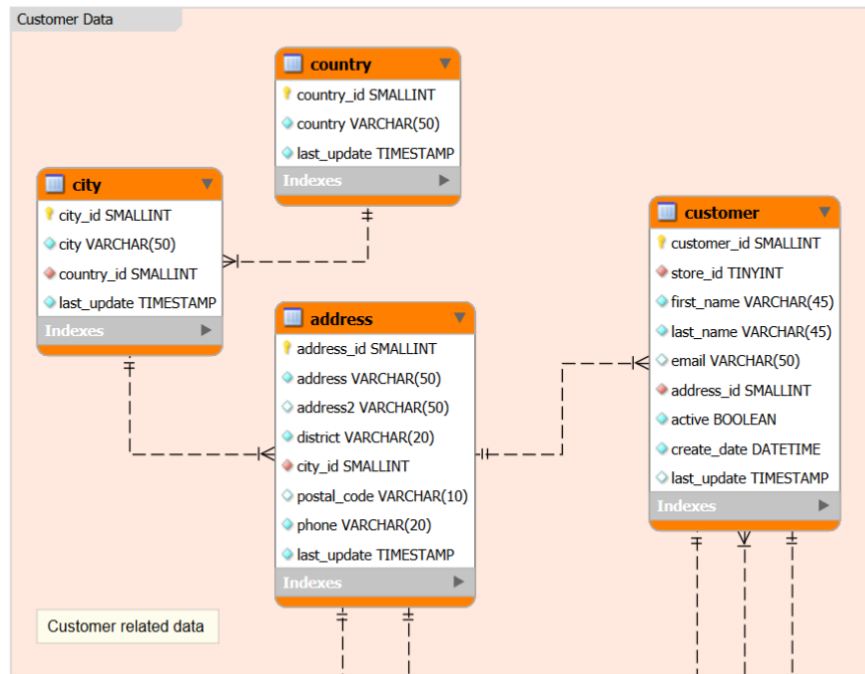 Customer Data
country
country_id SMALLINT
country VARCHAR(50)
last_update TIMESTAMP
Indexes
city
city_id SMALLINT
city VARCHAR(50)
country_id SMALLINT
last_update TIMESTAMP
Indexes
customer
customer_id SMALLINT
store_id TINYINT
first_name VARCHAR(45)
last_name VARCHAR(45)
email VARCHAR(50)
address_id SMALLINT
active BOOLEAN
create_date DATETIME
last_update TIMESTAMP
Indexes
address
address_id SMALLINT
address VARCHAR(50)
address2 VARCHAR(50)
district VARCHAR(20)
city_id SMALLINT
postal_code VARCHAR(10)
phone VARCHAR(20)
last_update TIMESTAMP
Indexes
Customer related data